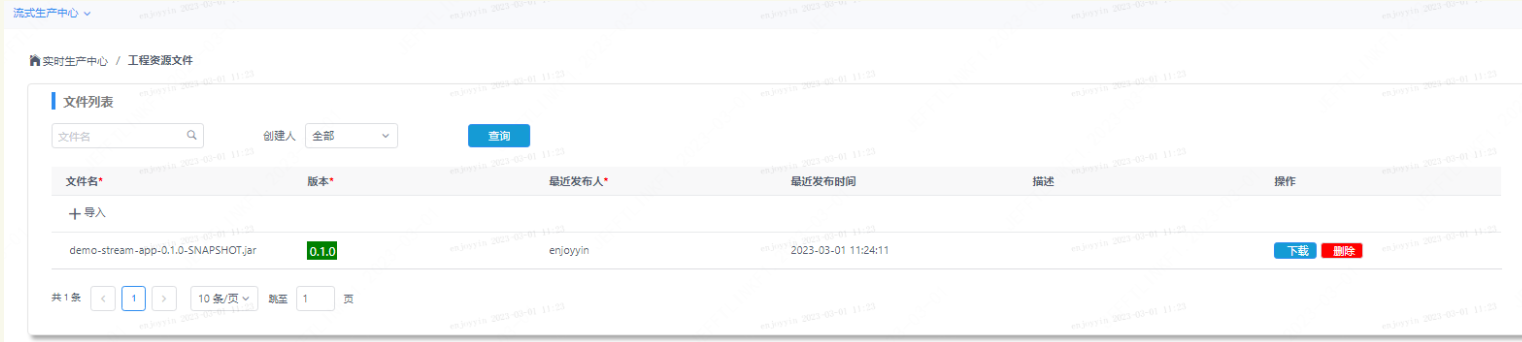 流式生产中心
实时生产中心 / 工程资源文件
文件列表
文件名 创建人 全部 查询
文件名* 版本* 最近发布人* 最近发布时间 描述 操作
导入
demo-stream-app-0.1.0-SNAPSHOT.jar 0.1.0 enjoyyin 2023-03-01 11:24:11 下载 删除
共 1 条 < 1 > 10 条/页 跳至 1 页
enjoyyin 2023-03-01 11:23